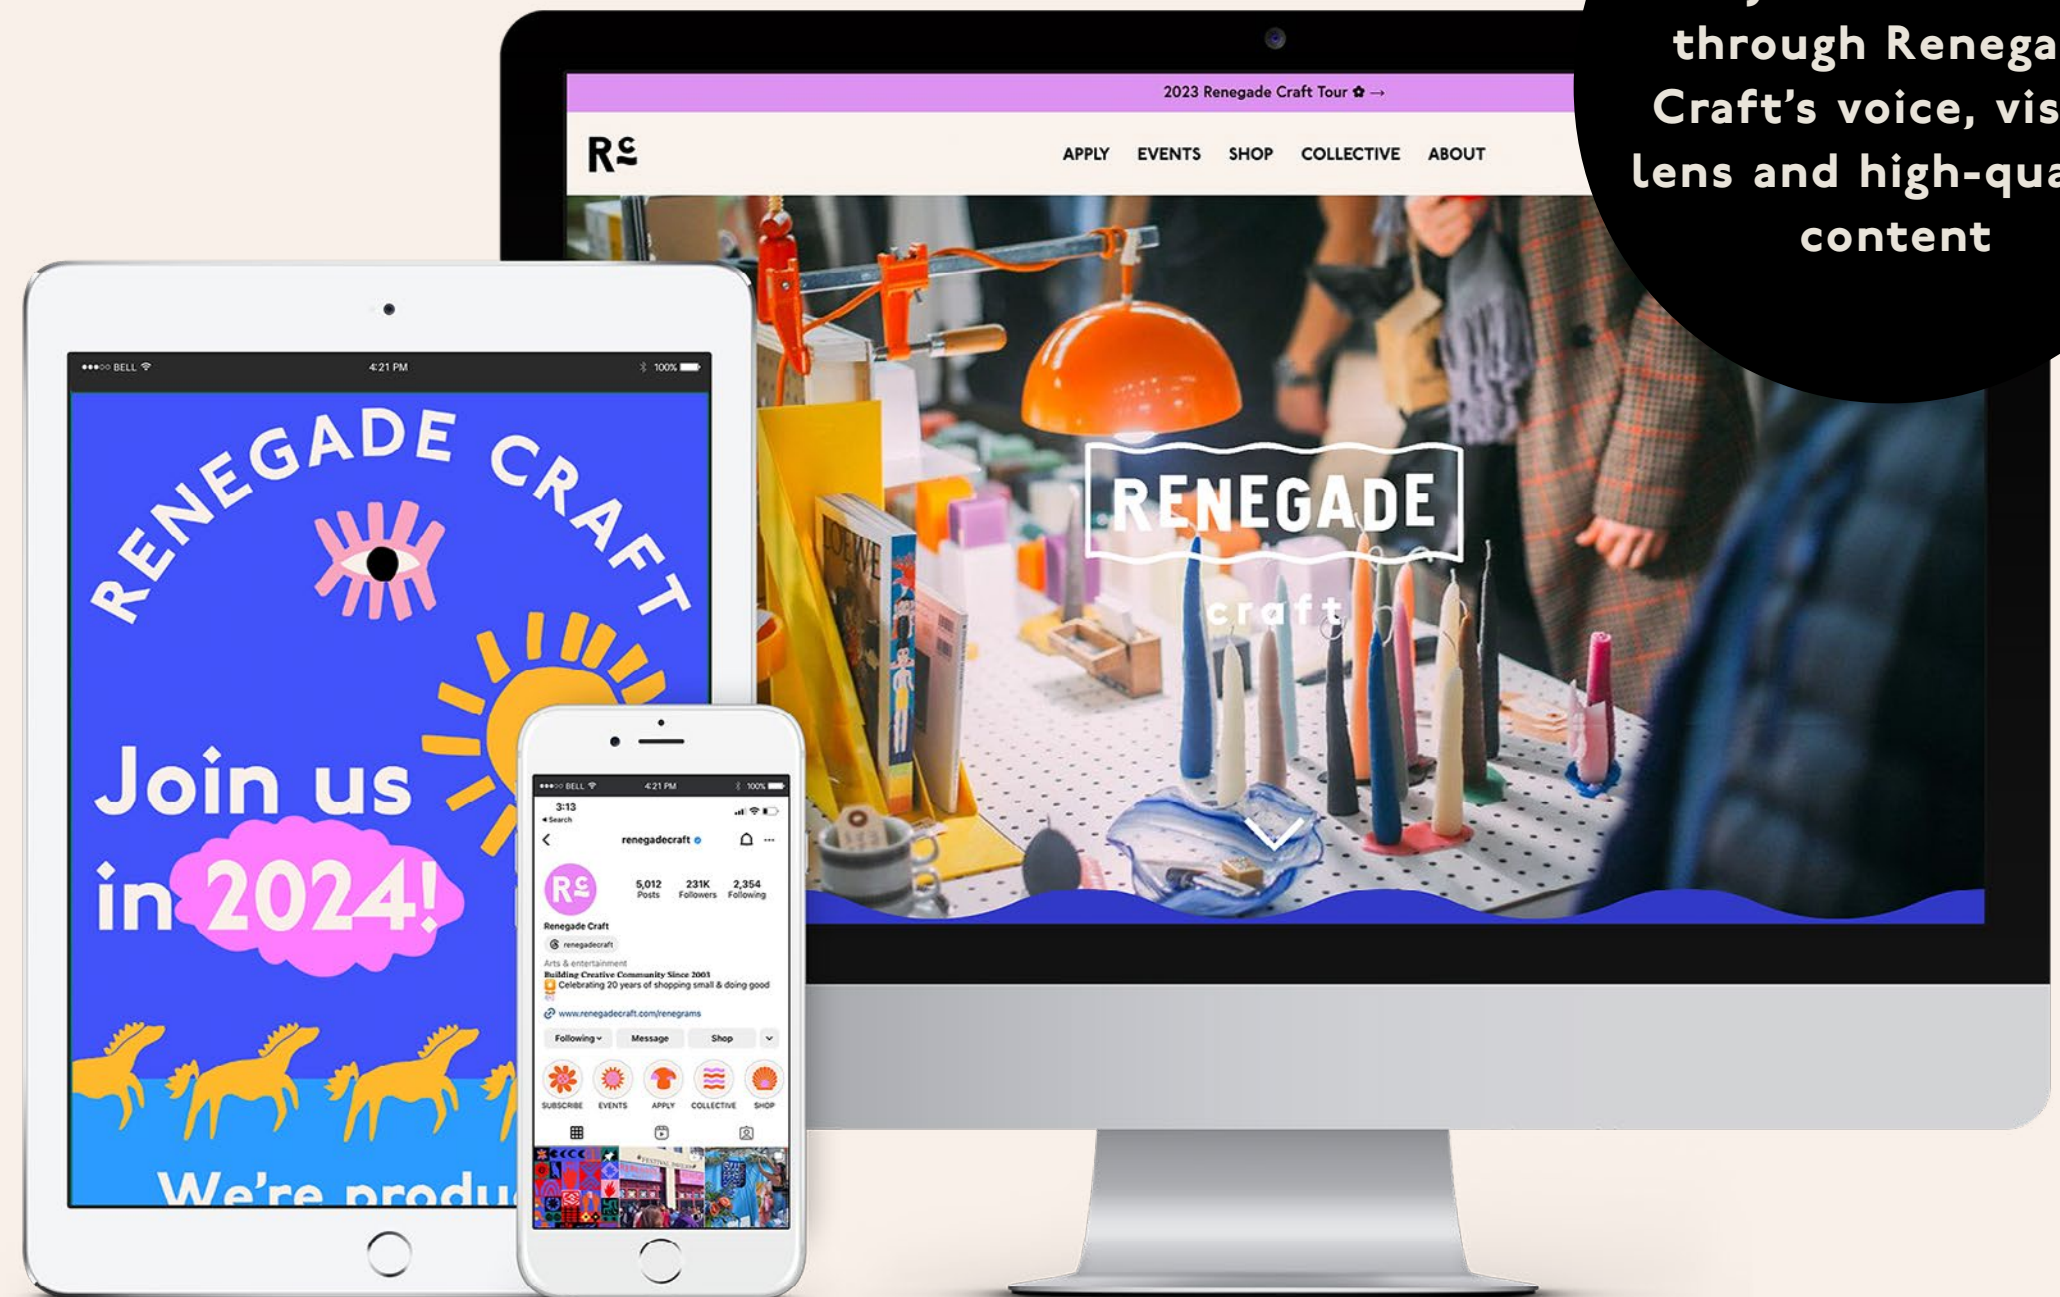 through Renega
Craft's voice, vis
lens and high-qua
content
2023 Renegade Craft Tour →
Rc
APPLY EVENTS SHOP COLLECTIVE ABOUT
RENEGADE
craft
LOEWE
BELL 4:21 PM 100%
RENEGADE CRAFT
Join us
in 2024!
We're produ
BELL 4:21 PM 100%
3:13
Search
renegadecraft
Rc
5,012 231K 2,354
Posts Followers Following
Renegade Craft
renegadecraft
Arts & entertainment
Building Creative Community Since 2003
Celebrating 20 years of shopping small & doing good
www.renegadecraft.com/renegrams
Following Message Shop
SUBSCRIBE EVENTS APPLY COLLECTIVE SHOP
FESTIVAL PAVILION